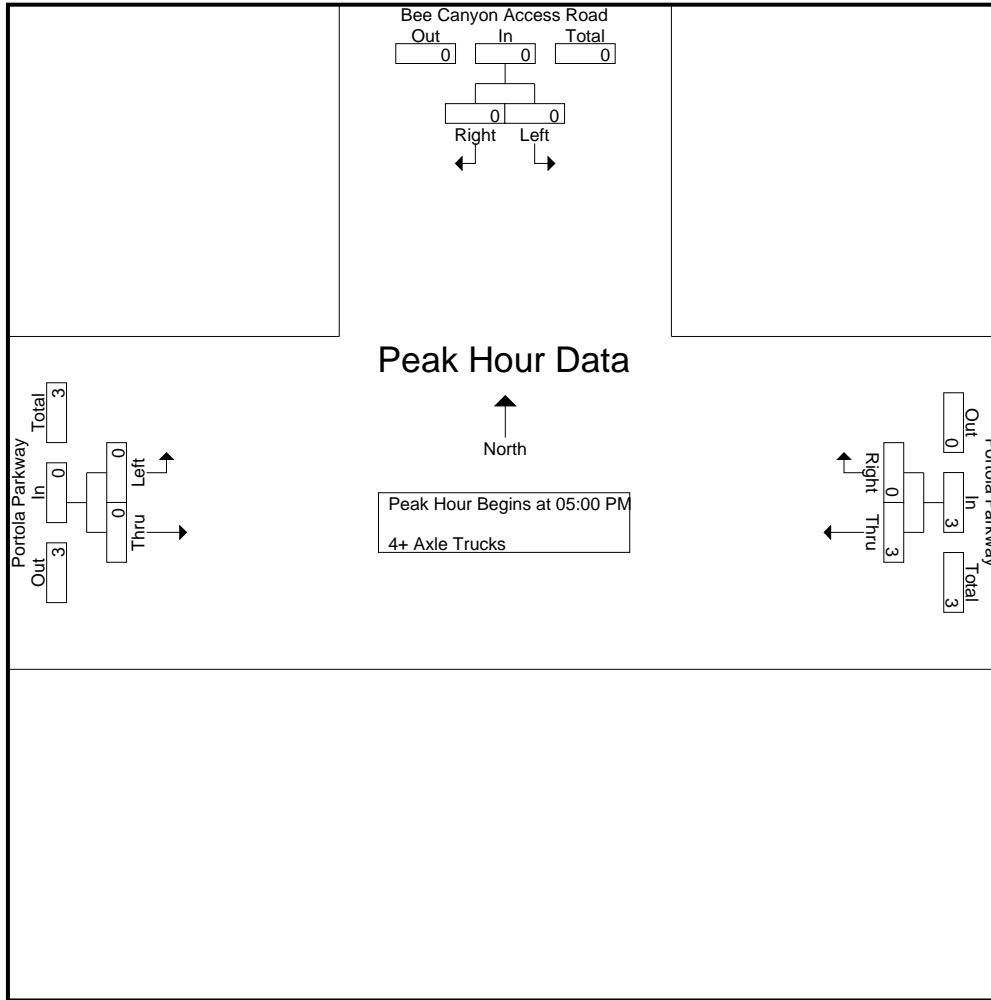 Bee Canyon Access Road
Out In Total
0 0 0
0 0
Right Left
Peak Hour Data
North
Peak Hour Begins at 05:00 PM
4+ Axle Trucks
Portola Parkway
Total In Out
3 0 3
0 0
Left Thru
Portola Parkway
Out In Total
0 3 3
0 3
Right Thru